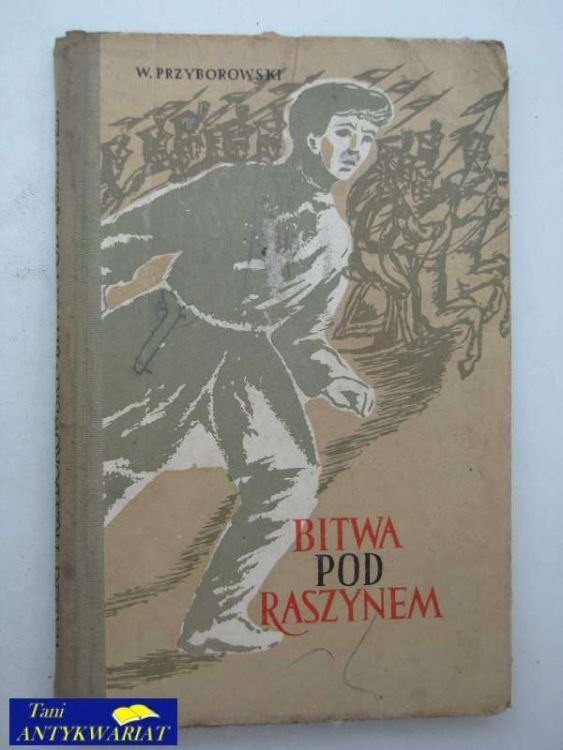 W. PRZYBOROWSKI
BITWA
POD
RASZYNEM
Tani
ANTYKWARIAT